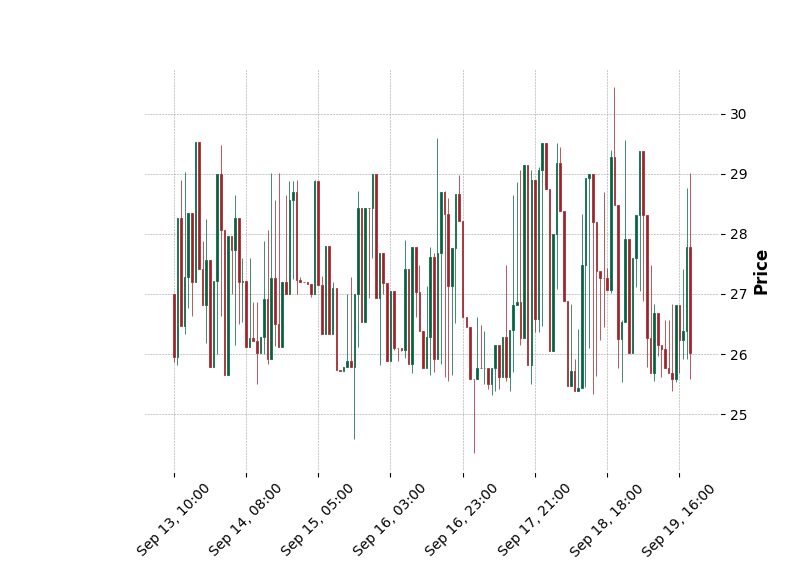 30
29
28
27
26
25
Price
Sep 13, 10:00
Sep 14, 08:00
Sep 15, 05:00
Sep 16, 03:00
Sep 16, 23:00
Sep 17, 21:00
Sep 18, 18:00
Sep 19, 16:00